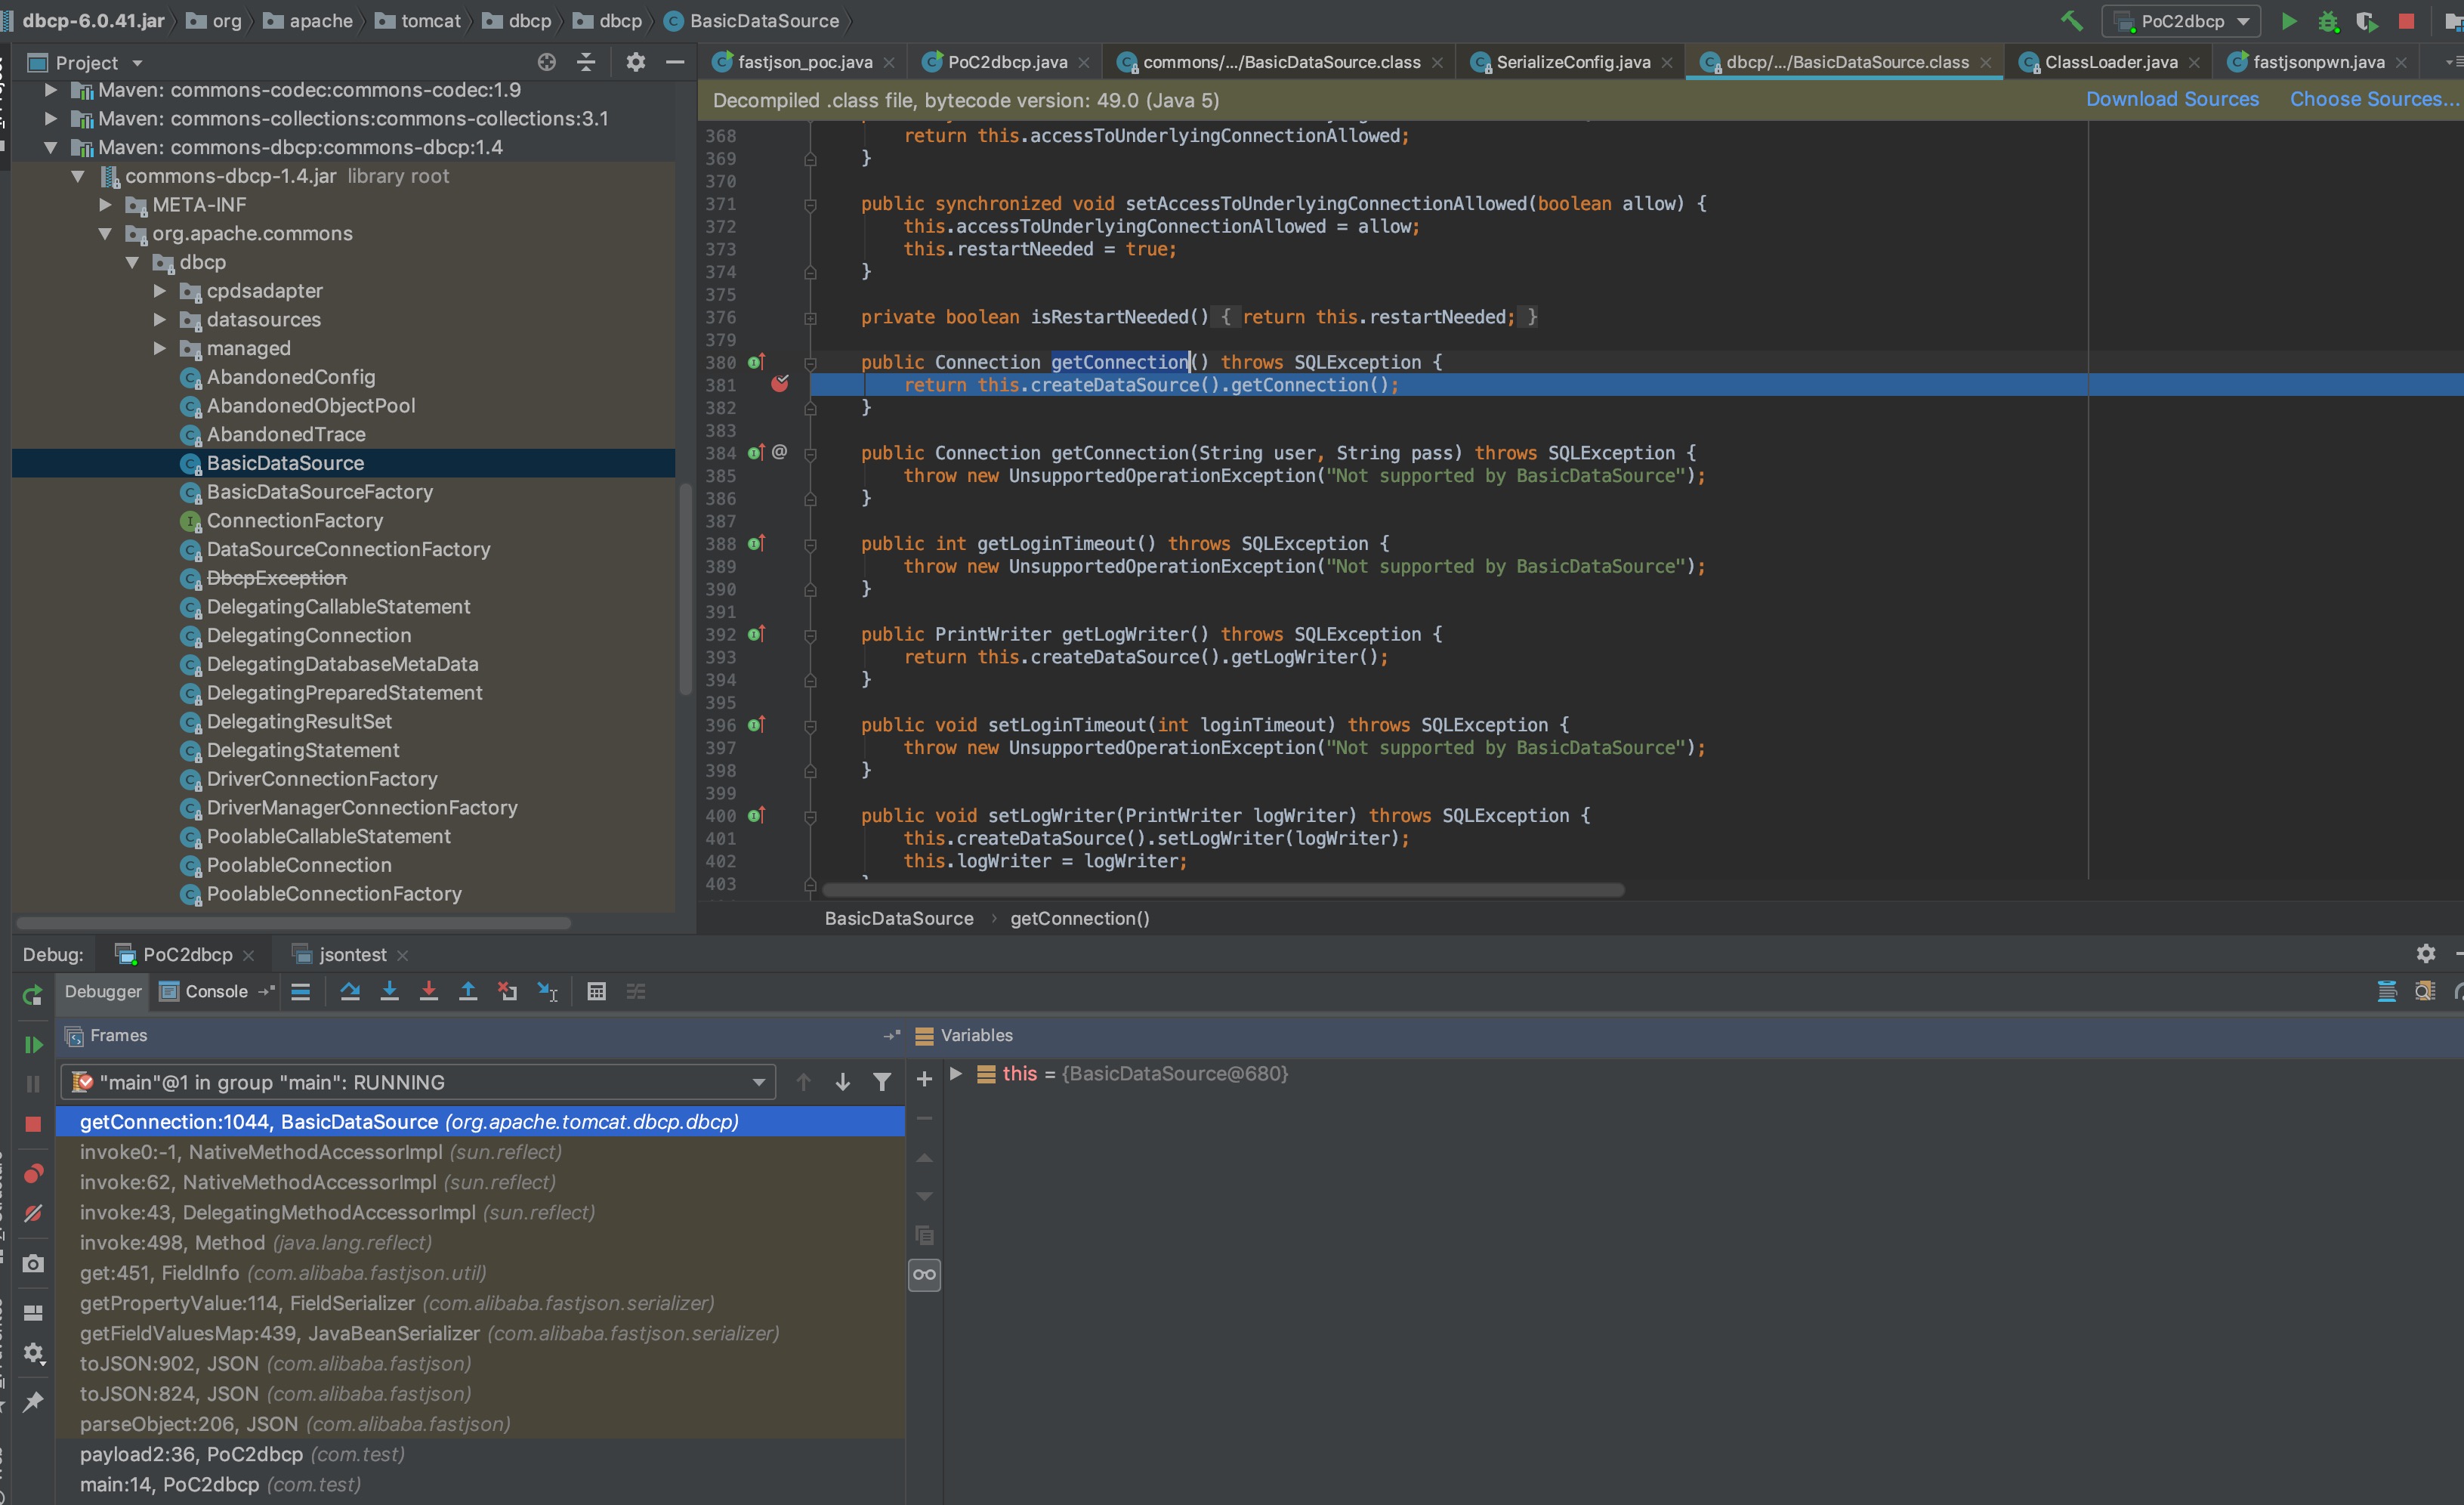 dbcp-6.0.41.jar org apache tomcat dbcp dbcp BasicDataSource
PoC2dbcp
Project
fastjson_poc.java PoC2dbcp.java commons/.../BasicDataSource.class SerializeConfig.java dbcp/.../BasicDataSource.class ClassLoader.java fastjsonpwn.java
Decompiled .class file, bytecode version: 49.0 (Java 5)
Download Sources Choose Sources...
Maven: commons-codec:commons-codec:1.9
Maven: commons-collections:commons-collections:3.1
Maven: commons-dbcp:commons-dbcp:1.4
commons-dbcp-1.4.jar library root
META-INF
org.apache.commons
dbcp
cpdsadapter
datasources
managed
AbandonedConfig
AbandonedObjectPool
AbandonedTrace
BasicDataSource
BasicDataSourceFactory
ConnectionFactory
DataSourceConnectionFactory
DbcpException
DelegatingCallableStatement
DelegatingConnection
DelegatingDatabaseMetaData
DelegatingPreparedStatement
DelegatingResultSet
DelegatingStatement
DriverConnectionFactory
DriverManagerConnectionFactory
PoolableCallableStatement
PoolableConnection
PoolableConnectionFactory
368 return this.accessToUnderlyingConnectionAllowed;
369 }
370
371 public synchronized void setAccessToUnderlyingConnectionAllowed(boolean allow) {
372 this.accessToUnderlyingConnectionAllowed = allow;
373 this.restartNeeded = true;
374 }
375
376 private boolean isRestartNeeded() { return this.restartNeeded; }
379
380 public Connection getConnection() throws SQLException {
381 return this.createDataSource().getConnection();
382 }
383
384 @ public Connection getConnection(String user, String pass) throws SQLException {
385 throw new UnsupportedOperationException("Not supported by BasicDataSource");
386 }
387
388 public int getLoginTimeout() throws SQLException {
389 throw new UnsupportedOperationException("Not supported by BasicDataSource");
390 }
391
392 public PrintWriter getLogWriter() throws SQLException {
393 return this.createDataSource().getLogWriter();
394 }
395
396 public void setLoginTimeout(int loginTimeout) throws SQLException {
397 throw new UnsupportedOperationException("Not supported by BasicDataSource");
398 }
399
400 public void setLogWriter(PrintWriter logWriter) throws SQLException {
401 this.createDataSource().setLogWriter(logWriter);
402 this.logWriter = logWriter;
403
BasicDataSource getConnection()
Debug: PoC2dbcp jsontest
Debugger Console
Frames
Variables
"main"@1 in group "main": RUNNING
this = {BasicDataSource@680}
getConnection:1044, BasicDataSource (org.apache.tomcat.dbcp.dbcp)
invoke0:-1, NativeMethodAccessorImpl (sun.reflect)
invoke:62, NativeMethodAccessorImpl (sun.reflect)
invoke:43, DelegatingMethodAccessorImpl (sun.reflect)
invoke:498, Method (java.lang.reflect)
get:451, FieldInfo (com.alibaba.fastjson.util)
getPropertyValue:114, FieldSerializer (com.alibaba.fastjson.serializer)
getFieldValuesMap:439, JavaBeanSerializer (com.alibaba.fastjson.serializer)
toJSON:902, JSON (com.alibaba.fastjson)
toJSON:824, JSON (com.alibaba.fastjson)
parseObject:206, JSON (com.alibaba.fastjson)
payload2:36, PoC2dbcp (com.test)
main:14, PoC2dbcp (com.test)